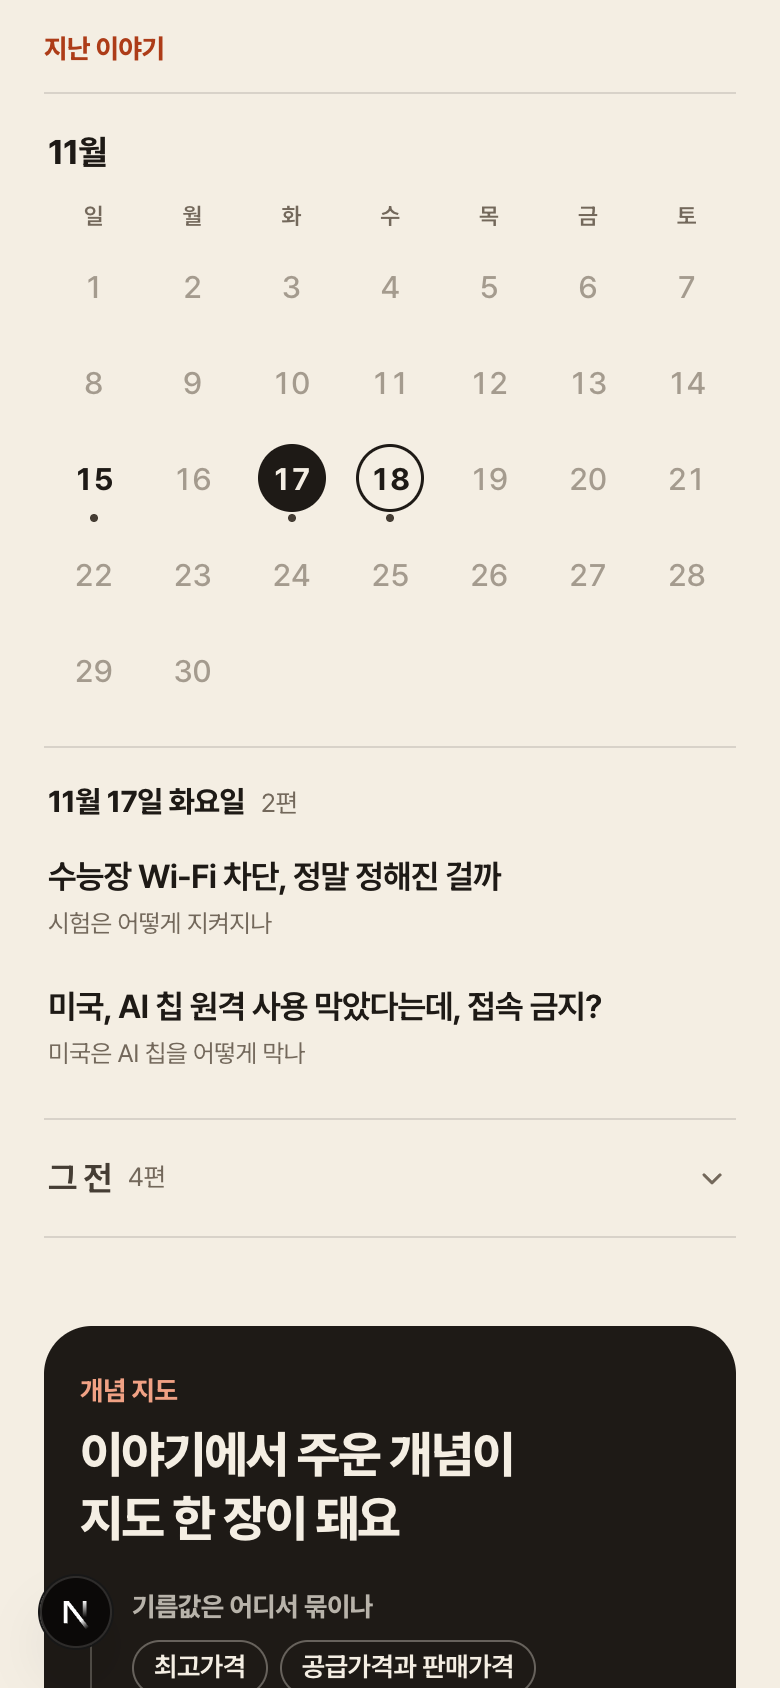 지난 이야기
11월
일 월 화 수 목 금 토
1 2 3 4 5 6 7
8 9 10 11 12 13 14
15 16 17 18 19 20 21
22 23 24 25 26 27 28
29 30
11월 17일 화요일 2편
수능장 Wi-Fi 차단, 정말 정해진 걸까
시험은 어떻게 지켜지나
미국, AI 칩 원격 사용 막았다는데, 접속 금지?
미국은 AI 칩을 어떻게 막나
그 전 4편
개념 지도
이야기에서 주운 개념이
지도 한 장이 돼요
N
기름값은 어디서 묶이나
최고가격 공급가격과 판매가격